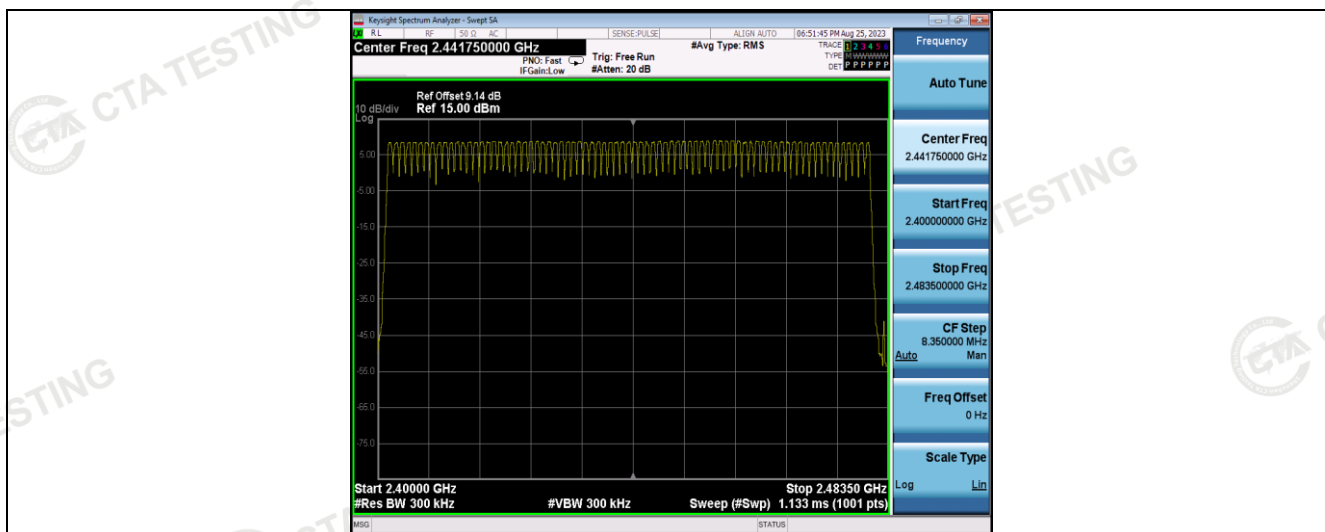 Keysight Spectrum Analyzer - Swept SA
LXI RL RF 50 Ω AC SENSE:PULSE ALIGN AUTO 06:51:45 PM Aug 25, 2023
Center Freq 2.441750000 GHz
#Avg Type: RMS
TRACE 1 2 3 4 5 6
PNO: Fast Trig: Free Run
TYPE MWWWWW
IFGain:Low #Atten: 20 dB
DET P P P P P P
Ref Offset 9.14 dB
10 dB/div Ref 15.00 dBm
Log
5.00
-5.00
-15.0
-25.0
-35.0
-45.0
-55.0
-65.0
-75.0
Start 2.40000 GHz Stop 2.48350 GHz
#Res BW 300 kHz #VBW 300 kHz Sweep (#Swp) 1.133 ms (1001 pts)
MSG STATUS
Frequency
Auto Tune
Center Freq
2.441750000 GHz
Start Freq
2.400000000 GHz
Stop Freq
2.483500000 GHz
CF Step
8.350000 MHz
Auto Man
Freq Offset
0 Hz
Scale Type
Log Lin
CTA TESTING
TESTING
ESTING
CTA